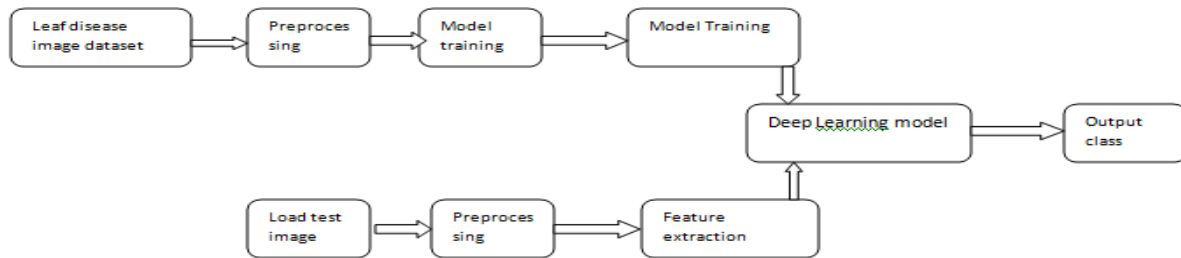 Leaf disease
image dataset
Preproces
sing
Model
training
Model Training
Deep Learning model
Output
class
Load test
image
Preproces
sing
Feature
extraction